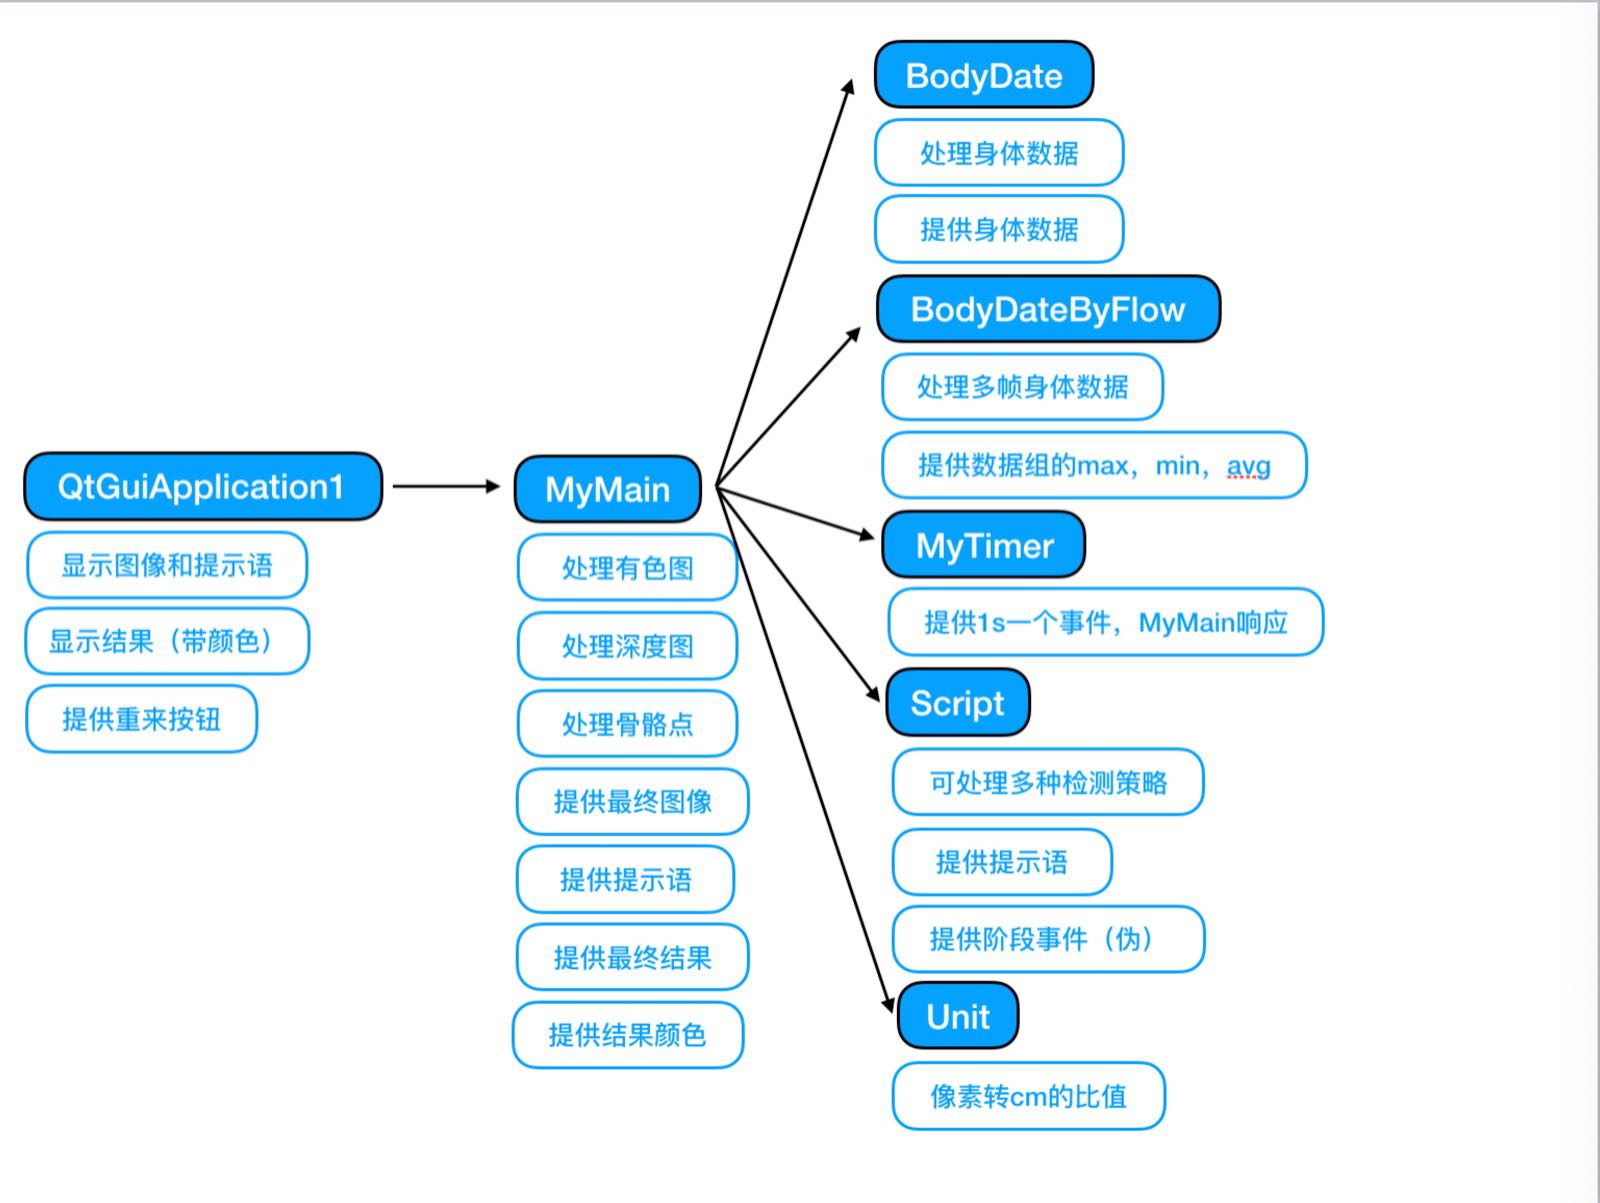 QtGuiApplication1
显示图像和提示语
显示结果（带颜色）
提供重来按钮
MyMain
处理有色图
处理深度图
处理骨骼点
提供最终图像
提供提示语
提供最终结果
提供结果颜色
BodyDate
处理身体数据
提供身体数据
BodyDateByFlow
处理多帧身体数据
提供数据组的max，min，avg
MyTimer
提供1s一个事件，MyMain响应
Script
可处理多种检测策略
提供提示语
提供阶段事件（伪）
Unit
像素转cm的比值